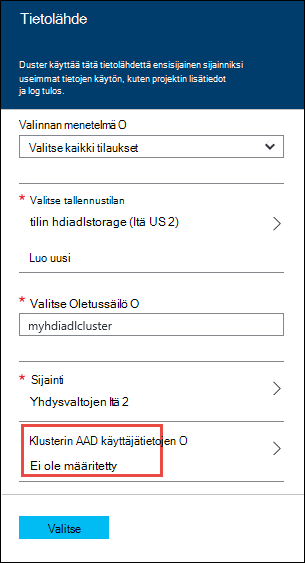 Tietolähde
Duster käyttää tätä tietolähdettä ensisijainen sijainniksi
useimmat tietojen käytön, kuten projektin lisätiedot
ja log tulos.
Valinnan menetelmä O
Valitse kaikki tilaukset
* Valitse tallennustilan
tilin hdiadlstorage (Itä US 2)
Luo uusi
* Valitse Oletussäilö O
myhdiadlcluster
* Sijainti
Yhdysvaltojen Itä 2
Klusterin AAD käyttäjätietojen O
Ei ole määritetty
Valitse